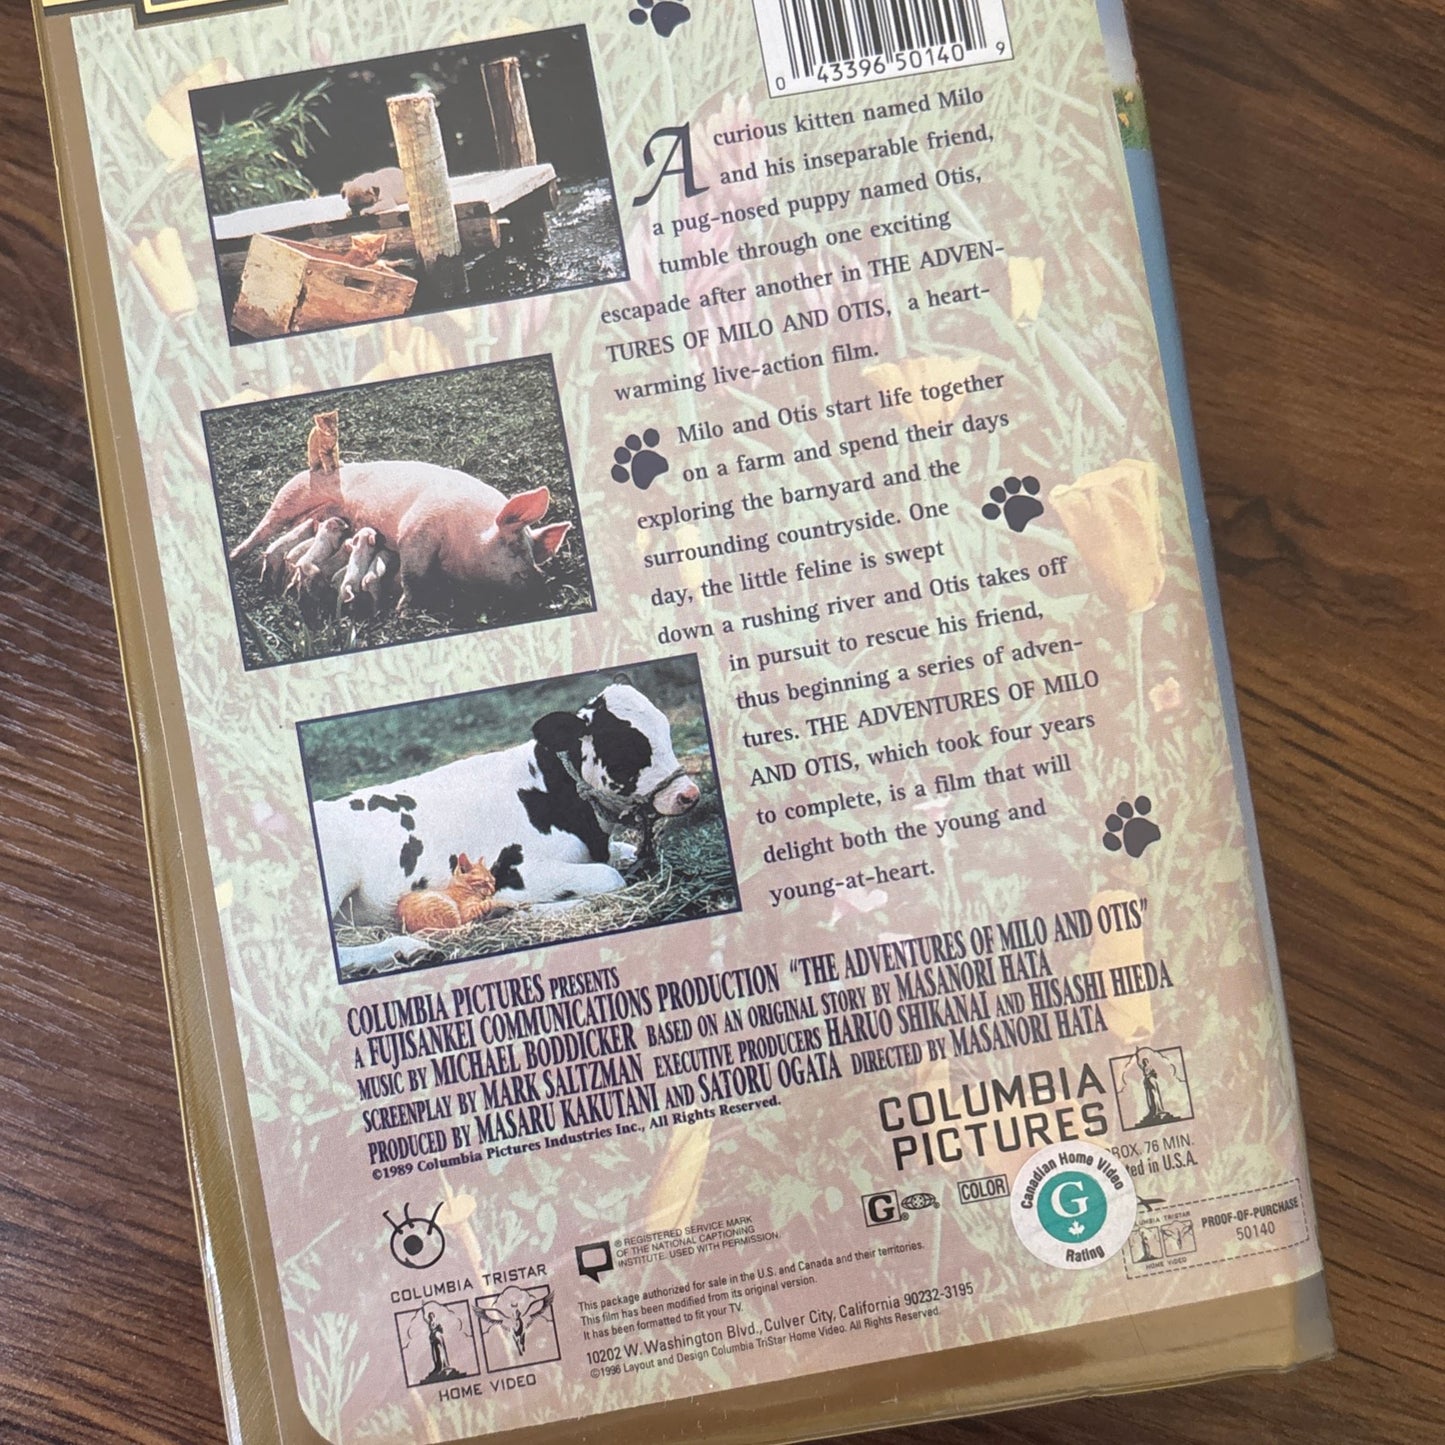 0 43396 50140 9
A curious kitten named Milo
and his inseparable friend,
a pug-nosed puppy named Otis,
tumble through one exciting
escapade after another in THE ADVEN-
TURES OF MILO AND OTIS, a heart-
warming live-action film.
Milo and Otis start life together
on a farm and spend their days
exploring the barnyard and the
surrounding countryside. One
day, the little feline is swept
down a rushing river and Otis takes off
in pursuit to rescue his friend,
thus beginning a series of adven-
tures. THE ADVENTURES OF MILO
AND OTIS, which took four years
to complete, is a film that will
delight both the young and
young-at-heart.
COLUMBIA PICTURES PRESENTS
A FUJISANKEI COMMUNICATIONS PRODUCTION "THE ADVENTURES OF MILO AND OTIS"
MUSIC BY MICHAEL BODDICKER BASED ON AN ORIGINAL STORY BY MASANORI HATA
SCREENPLAY BY MARK SALTZMAN EXECUTIVE PRODUCERS HARUO SHIKANAI AND HISASHI HIEDA
PRODUCED BY MASARU KAKUTANI AND SATORU OGATA DIRECTED BY MASANORI HATA
©1989 Columbia Pictures Industries Inc., All Rights Reserved.
COLUMBIA
PICTURES
ROX. 76 MIN.
ted in U.S.A.
G ® COLOR
Canadian Home Video
G
Rating
TRISTAR
HOME VIDEO
PROOF-OF-PURCHASE
50140
® REGISTERED SERVICE MARK
OF THE NATIONAL CAPTIONING
INSTITUTE. USED WITH PERMISSION.
COLUMBIA TRISTAR
HOME VIDEO
This package authorized for sale in the U.S. and Canada and their territories.
This film has been modified from its original version.
It has been formatted to fit your TV.
10202 W. Washington Blvd., Culver City, California 90232-3195
©1996 Layout and Design Columbia TriStar Home Video. All Rights Reserved.